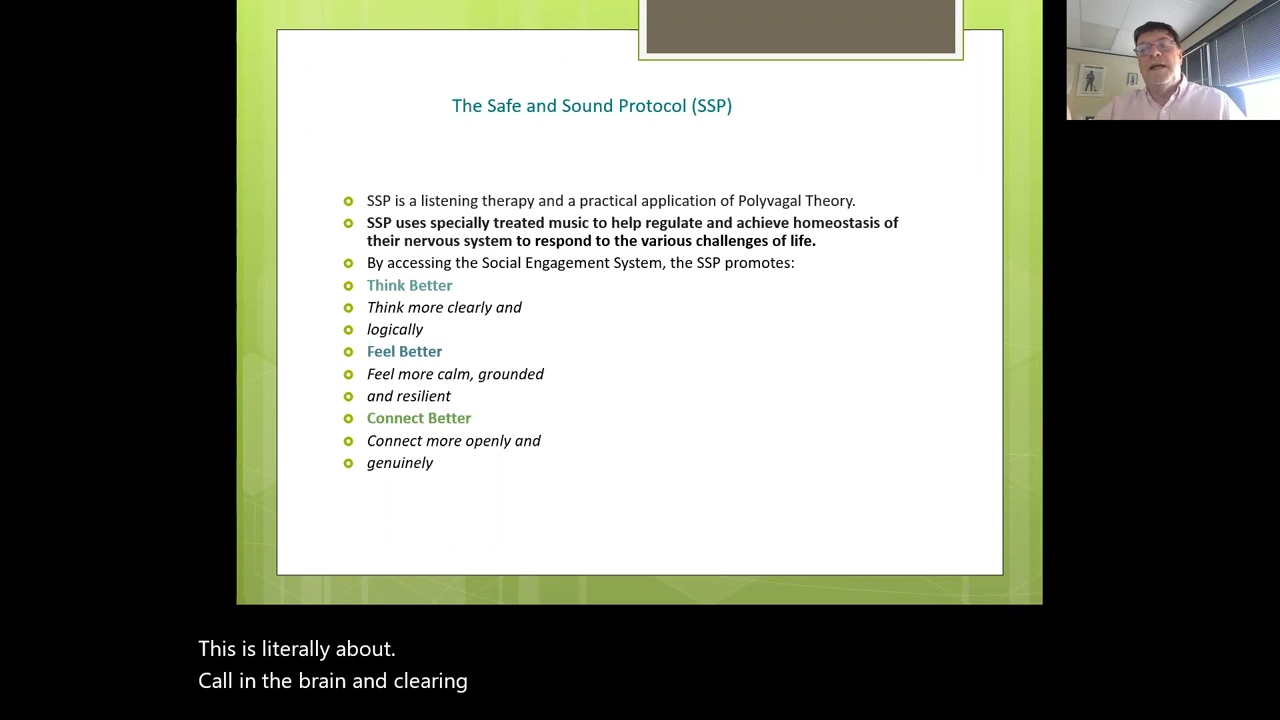 The Safe and Sound Protocol (SSP)
SSP is a listening therapy and a practical application of Polyvagal Theory.
SSP uses specially treated music to help regulate and achieve homeostasis of
their nervous system to respond to the various challenges of life.
By accessing the Social Engagement System, the SSP promotes:
Think Better
Think more clearly and
logically
Feel Better
Feel more calm, grounded
and resilient
Connect Better
Connect more openly and
genuinely
This is literally about.
Call in the brain and clearing